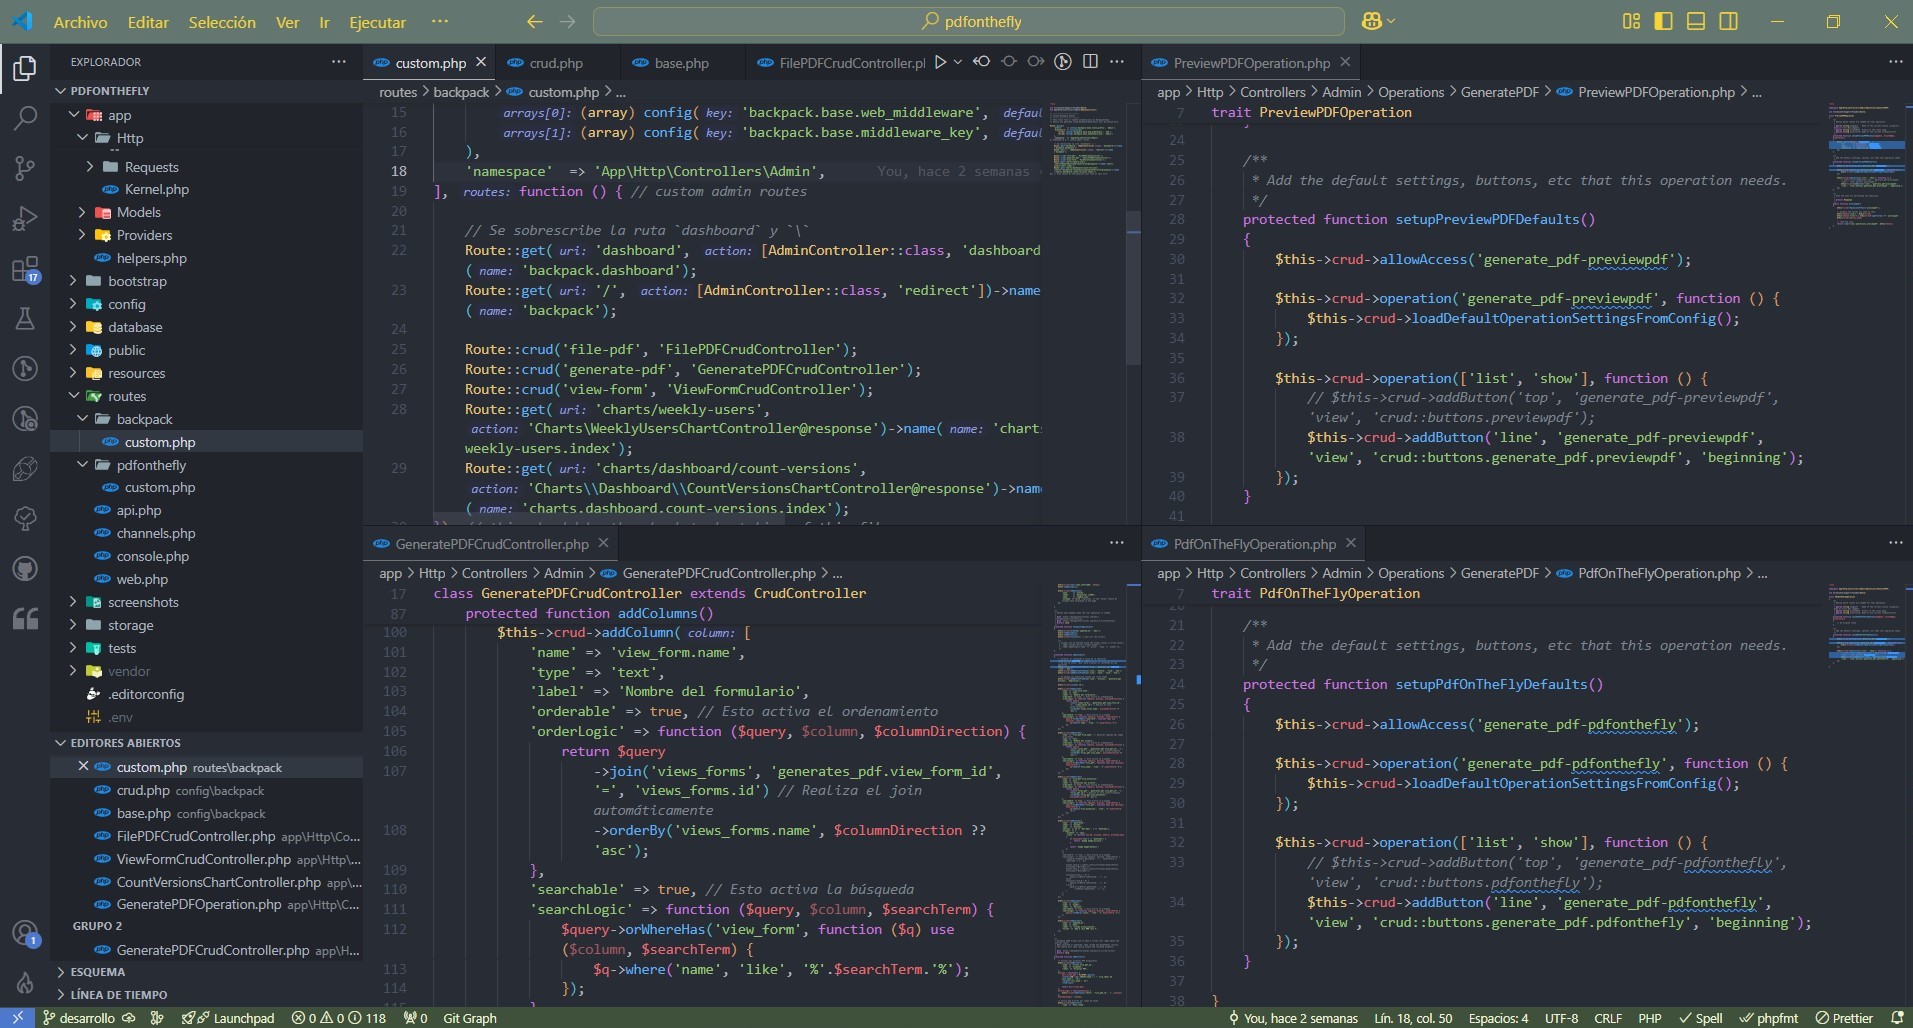 Archivo Editar Selección Ver Ir Ejecutar ···
pdfonthefly
EXPLORADOR
PDFONTHEFLY
app
Http
Requests
Kernel.php
Models
Providers
helpers.php
bootstrap
config
database
public
resources
routes
backpack
custom.php
pdfonthefly
custom.php
api.php
channels.php
console.php
web.php
screenshots
storage
tests
vendor
.editorconfig
.env
17
1
EDITORES ABIERTOS
custom.php routes\backpack
crud.php config\backpack
base.php config\backpack
FilePDFCrudController.php app\Http\Co...
ViewFormCrudController.php app\Http\...
CountVersionsChartController.php app\...
GeneratePDFOperation.php app\Http\C...
GRUPO 2
GeneratePDFCrudController.php app\H...
ESQUEMA
LÍNEA DE TIEMPO
custom.php crud.php base.php FilePDFCrudController.pl
routes > backpack > custom.php > ...
15 arrays[0]: (array) config( key: 'backpack.base.web_middleware', defaul
16 arrays[1]: (array) config( key: 'backpack.base.middleware_key', defaul
17 ),
18 'namespace' => 'App\Http\Controllers\Admin', You, hace 2 semanas
19 ], routes: function () { // custom admin routes
20
21 // Se sobrescribe la ruta `dashboard` y `\`
22 Route::get( uri: 'dashboard', action: [AdminController::class, 'dashboard
( name: 'backpack.dashboard');
23 Route::get( uri: '/', action: [AdminController::class, 'redirect'])->name
( name: 'backpack');
24
25 Route::crud('file-pdf', 'FilePDFCrudController');
26 Route::crud('generate-pdf', 'GeneratePDFCrudController');
27 Route::crud('view-form', 'ViewFormCrudController');
28 Route::get( uri: 'charts/weekly-users',
action: 'Charts\WeeklyUsersChartController@response')->name( name: 'charts
weekly-users.index');
29 Route::get( uri: 'charts/dashboard/count-versions',
action: 'Charts\\Dashboard\\CountVersionsChartController@response')->name
( name: 'charts.dashboard.count-versions.index');
PreviewPDFOperation.php
app > Http > Controllers > Admin > Operations > GeneratePDF > PreviewPDFOperation.php > ...
7 trait PreviewPDFOperation
24
25 /**
26 * Add the default settings, buttons, etc that this operation needs.
27 */
28 protected function setupPreviewPDFDefaults()
29 {
30 $this->crud->allowAccess('generate_pdf-previewpdf');
31
32 $this->crud->operation('generate_pdf-previewpdf', function () {
33 $this->crud->loadDefaultOperationSettingsFromConfig();
34 });
35
36 $this->crud->operation(['list', 'show'], function () {
37 // $this->crud->addButton('top', 'generate_pdf-previewpdf',
'view', 'crud::buttons.previewpdf');
38 $this->crud->addButton('line', 'generate_pdf-previewpdf',
'view', 'crud::buttons.generate_pdf.previewpdf', 'beginning');
39 });
40 }
41
GeneratePDFCrudController.php
app > Http > Controllers > Admin > GeneratePDFCrudController.php > ...
17 class GeneratePDFCrudController extends CrudController
87 protected function addColumns()
100 $this->crud->addColumn( column: [
101 'name' => 'view_form.name',
102 'type' => 'text',
103 'label' => 'Nombre del formulario',
104 'orderable' => true, // Esto activa el ordenamiento
105 'orderLogic' => function ($query, $column, $columnDirection) {
106 return $query
107 ->join('views_forms', 'generates_pdf.view_form_id',
'=', 'views_forms.id') // Realiza el join
automáticamente
108 ->orderBy('views_forms.name', $columnDirection ??
'asc');
109 },
110 'searchable' => true, // Esto activa la búsqueda
111 'searchLogic' => function ($query, $column, $searchTerm) {
112 $query->orWhereHas('view_form', function ($q) use
($column, $searchTerm) {
113 $q->where('name', 'like', '%'.$searchTerm.'%');
114 });
PdfOnTheFlyOperation.php
app > Http > Controllers > Admin > Operations > GeneratePDF > PdfOnTheFlyOperation.php > ...
7 trait PdfOnTheFlyOperation
21 /**
22 * Add the default settings, buttons, etc that this operation needs.
23 */
24 protected function setupPdfOnTheFlyDefaults()
25 {
26 $this->crud->allowAccess('generate_pdf-pdfonthefly');
27
28 $this->crud->operation('generate_pdf-pdfonthefly', function () {
29 $this->crud->loadDefaultOperationSettingsFromConfig();
30 });
31
32 $this->crud->operation(['list', 'show'], function () {
33 // $this->crud->addButton('top', 'generate_pdf-pdfonthefly',
'view', 'crud::buttons.pdfonthefly');
34 $this->crud->addButton('line', 'generate_pdf-pdfonthefly',
'view', 'crud::buttons.generate_pdf.pdfonthefly', 'beginning');
35 });
36 }
37
38 }
desarrollo Launchpad 0 0 118 0 Git Graph You, hace 2 semanas Lín. 18, col. 50 Espacios: 4 UTF-8 CRLF PHP Spell phpfmt Prettier